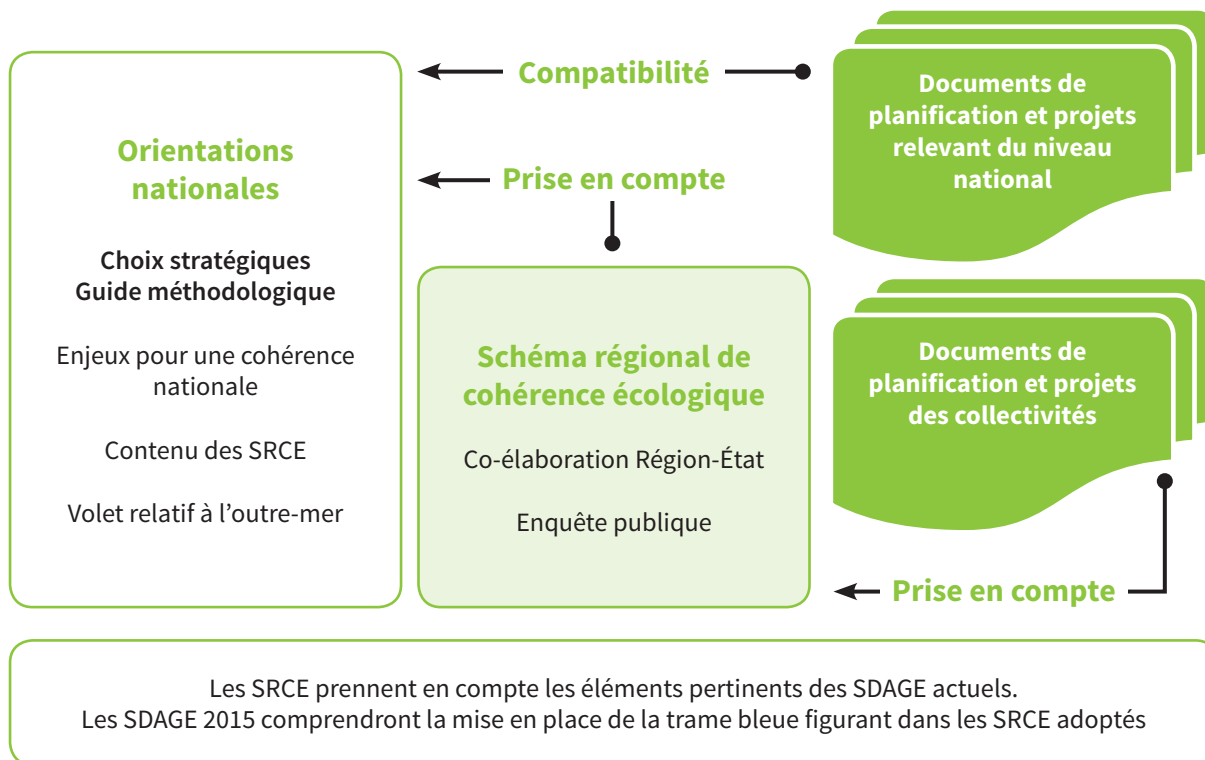 Orientations
nationales
Choix stratégiques
Guide méthodologique
Enjeux pour une cohérence
nationale
Contenu des SRCE
Volet relatif à l'outre-mer
Compatibilité
Prise en compte
Schéma régional de
cohérence écologique
Co-élaboration Région-État
Enquête publique
Documents de
planification et projets
relevant du niveau
national
Documents de
planification et projets
des collectivités
Prise en compte
Les SRCE prennent en compte les éléments pertinents des SDAGE actuels.
Les SDAGE 2015 comprendront la mise en place de la trame bleue figurant dans les SRCE adoptés